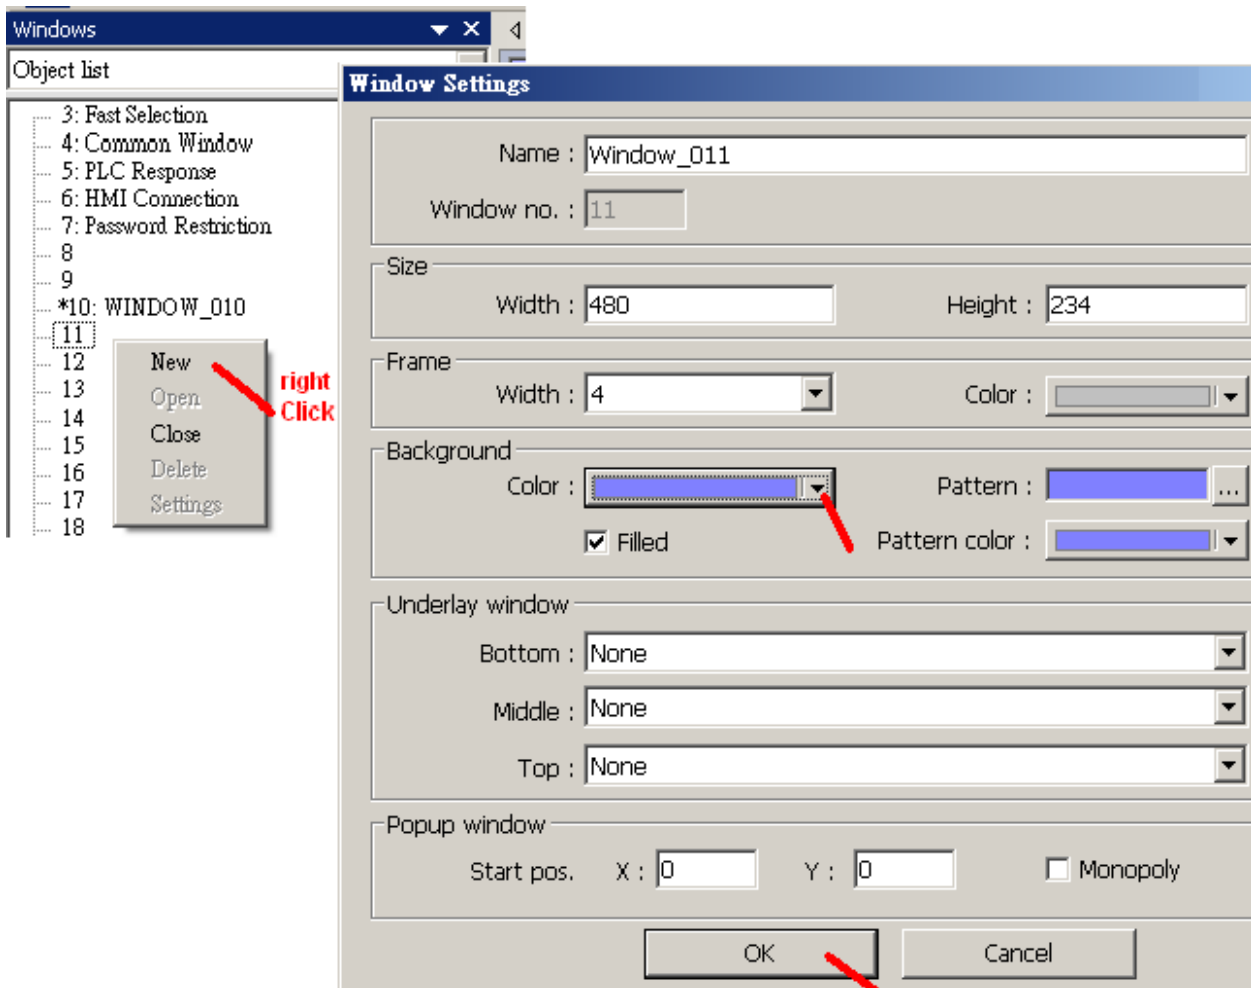 Windows
Object list
3: Fast Selection
4: Common Window
5: PLC Response
6: HMI Connection
7: Password Restriction
8
9
*10: WINDOW_010
11
12
13
14
15
16
17
18
New
Open
Close
Delete
Settings
right
Click
Window Settings
Name : Window_011
Window no. : 11
Size
Width : 480 Height : 234
Frame
Width : 4 Color :
Background
Color : Pattern : ...
Filled Pattern color :
Underlay window
Bottom : None
Middle : None
Top : None
Popup window
Start pos. X : 0 Y : 0 Monopoly
OK Cancel